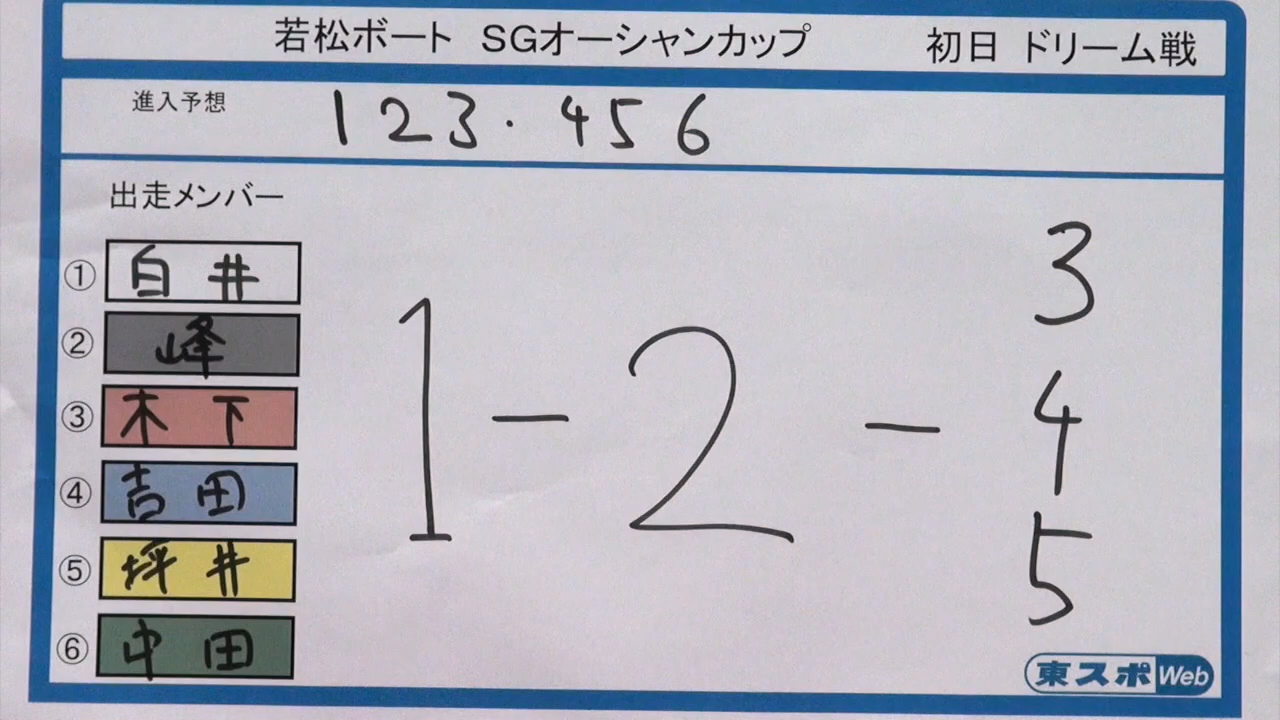 若松ボート SGオーシャンカップ 初日 ドリーム戦
進入予想 123・456
出走メンバー
① 白井
② 峰
③ 木下
④ 吉田
⑤ 坪井
⑥ 中田
1-2-3
4
5
東スポWeb